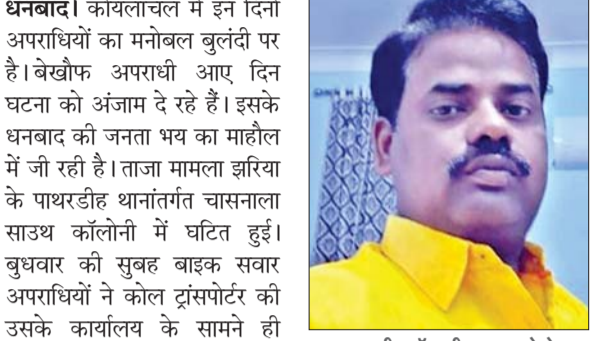 धनबाद। कोयलांचल में इन दिनों
अपराधियों का मनोबल बुलंदी पर
है। बेखौफ अपराधी आए दिन
घटना को अंजाम दे रहे हैं। इसके
धनबाद की जनता भय का माहौल
में जी रही है। ताजा मामला झरिया
के पाथरडीह थानांतर्गत चासनाला
साउथ कॉलोनी में घटित हुई।
बुधवार की सुबह बाइक सवार
अपराधियों ने कोल ट्रांसपोर्टर की
उसके कार्यालय के सामने ही